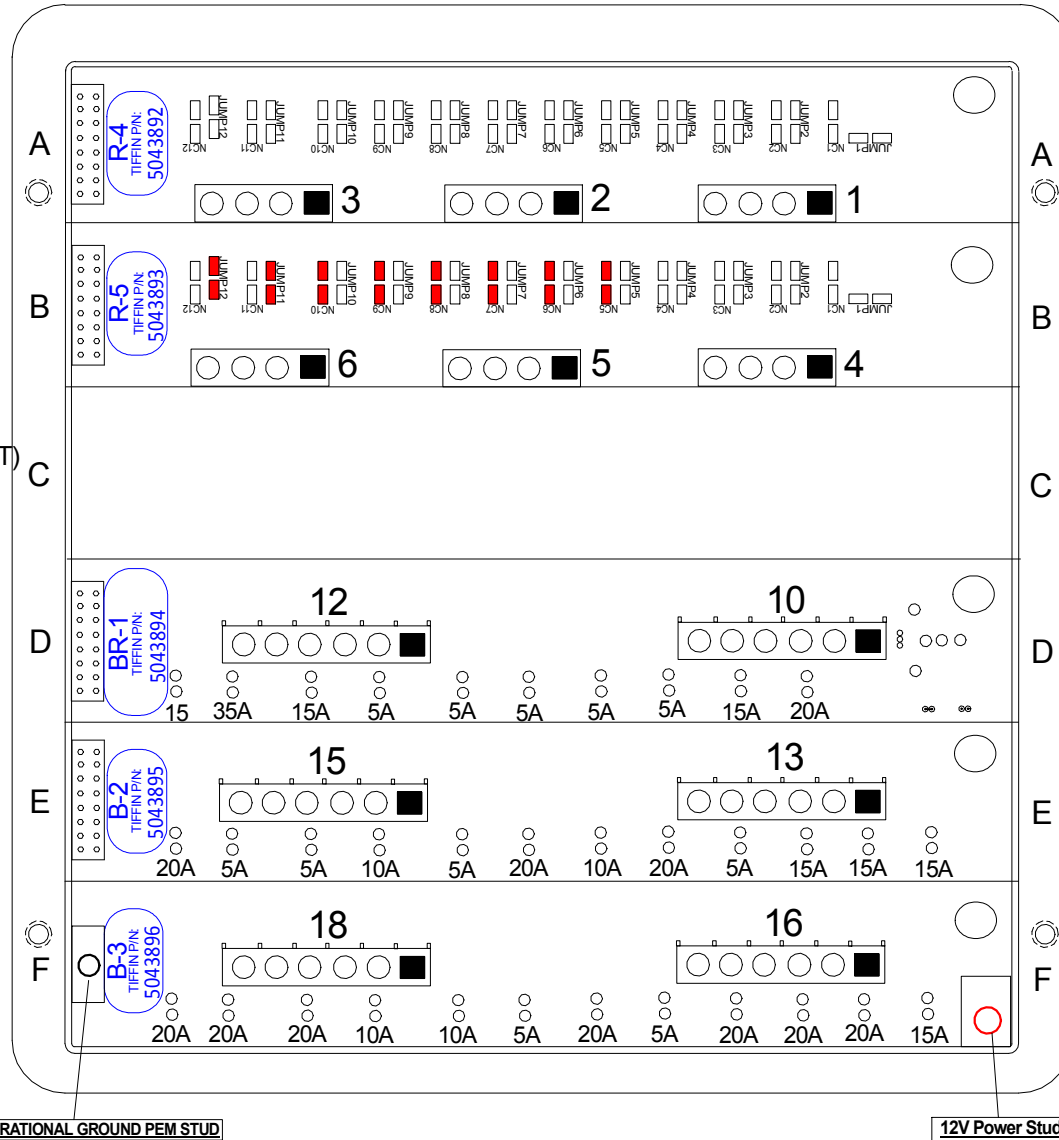 A
R-4
TIFFIN P/N:
5043892
JUMP12
JUMP11
JUMP10
JUMP9
JUMP8
JUMP7
JUMP6
JUMP5
JUMP4
JUMP3
JUMP2
JUMP1
NC12
NC11
NC10
NC9
NC8
NC7
NC6
NC5
NC4
NC3
NC2
NC1
A
3
2
1
B
R-5
TIFFIN P/N:
5043893
JUMP12
JUMP11
JUMP10
JUMP9
JUMP8
JUMP7
JUMP6
JUMP5
JUMP4
JUMP3
JUMP2
JUMP1
NC12
NC11
NC10
NC9
NC8
NC7
NC6
NC5
NC4
NC3
NC2
NC1
B
6
5
4
T)
C
C
D
BR-1
TIFFIN P/N:
5043894
12
10
D
15 35A 15A 5A 5A 5A 5A 5A 15A 20A
E
B-2
TIFFIN P/N:
5043895
15
13
E
20A 5A 5A 10A 5A 20A 10A 20A 5A 15A 15A 15A
F
B-3
TIFFIN P/N:
5043896
18
16
F
20A 20A 20A 10A 10A 5A 20A 5A 20A 20A 20A 15A
RATIONAL GROUND PEM STUD
12V Power Stud